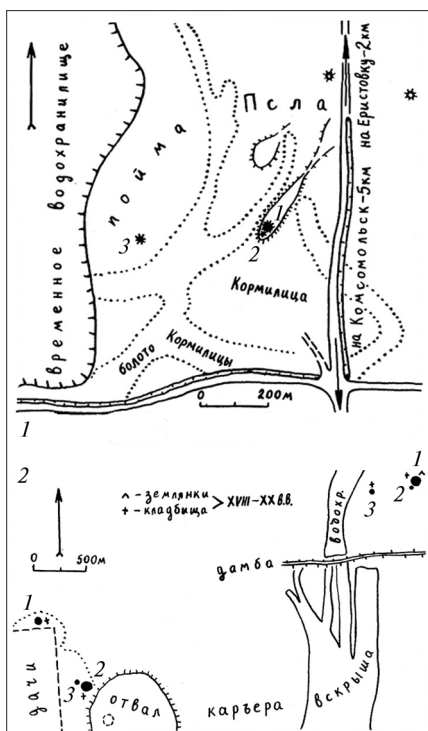 временное водохранилище
пойма
Псла
на Комсомольск-5км на Еристовку-2км
1
2
3
Кормилица
Кормилицы
болото
0 200м
1
2
^ - землянки
+ - кладбища
> XVIII-XX в.в.
0 500м
1
2
3
водохр.
дамба
1
2
3
дачи
отвал
карьера
вскрыша